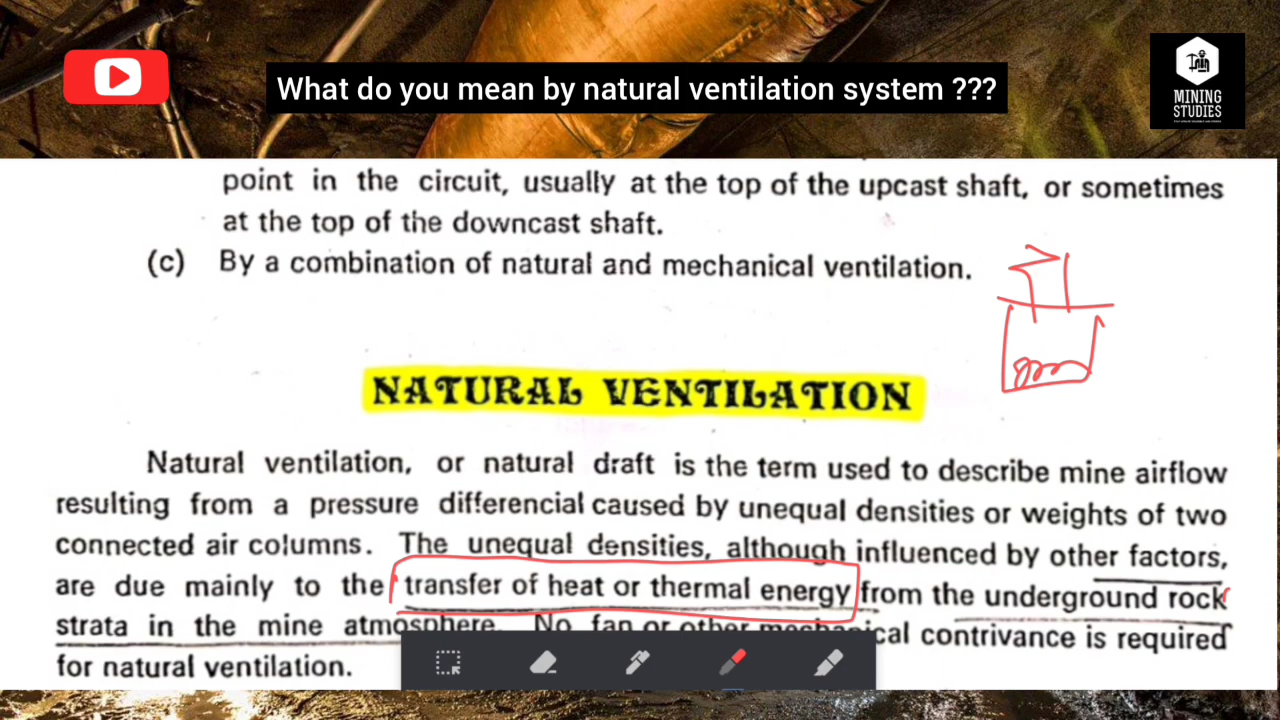 What do you mean by natural ventilation system ???
MINING
STUDIES
point in the circuit, usually at the top of the upcast shaft, or sometimes
at the top of the downcast shaft.
(c) By a combination of natural and mechanical ventilation.
NATURAL VENTILATION
Natural ventilation, or natural draft is the term used to describe mine airflow
resulting from a pressure differencial caused by unequal densities or weights of two
connected air columns. The unequal densities, although influenced by other factors,
are due mainly to the transfer of heat or thermal energy from the underground rock
strata in the mine atmosphere. No fan or other mechanical contrivance is required
for natural ventilation.